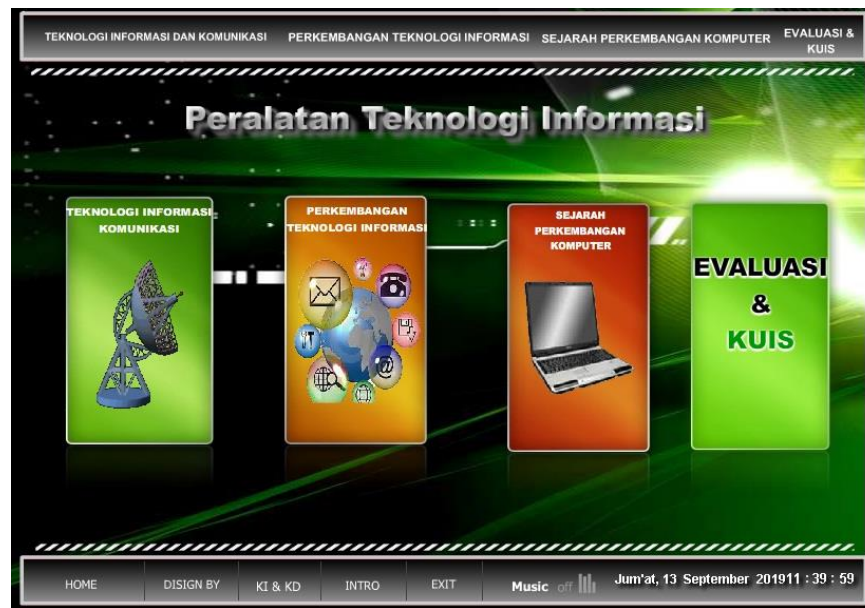 TEKNOLOGI INFORMASI DAN KOMUNIKASI
PERKEMBANGAN TEKNOLOGI INFORMASI
SEJARAH PERKEMBANGAN KOMPUTER
EVALUASI &
KUIS
Peralatan Teknologi Informasi
TEKNOLOGI INFORMASI
KOMUNIKASI
PERKEMBANGAN
TEKNOLOGI INFORMASI
SEJARAH
PERKEMBANGAN
KOMPUTER
EVALUASI
&
KUIS
HOME
DISIGN BY
KI & KD
INTRO
EXIT
Music off
Jum'at, 13 September 201911 : 39 : 59